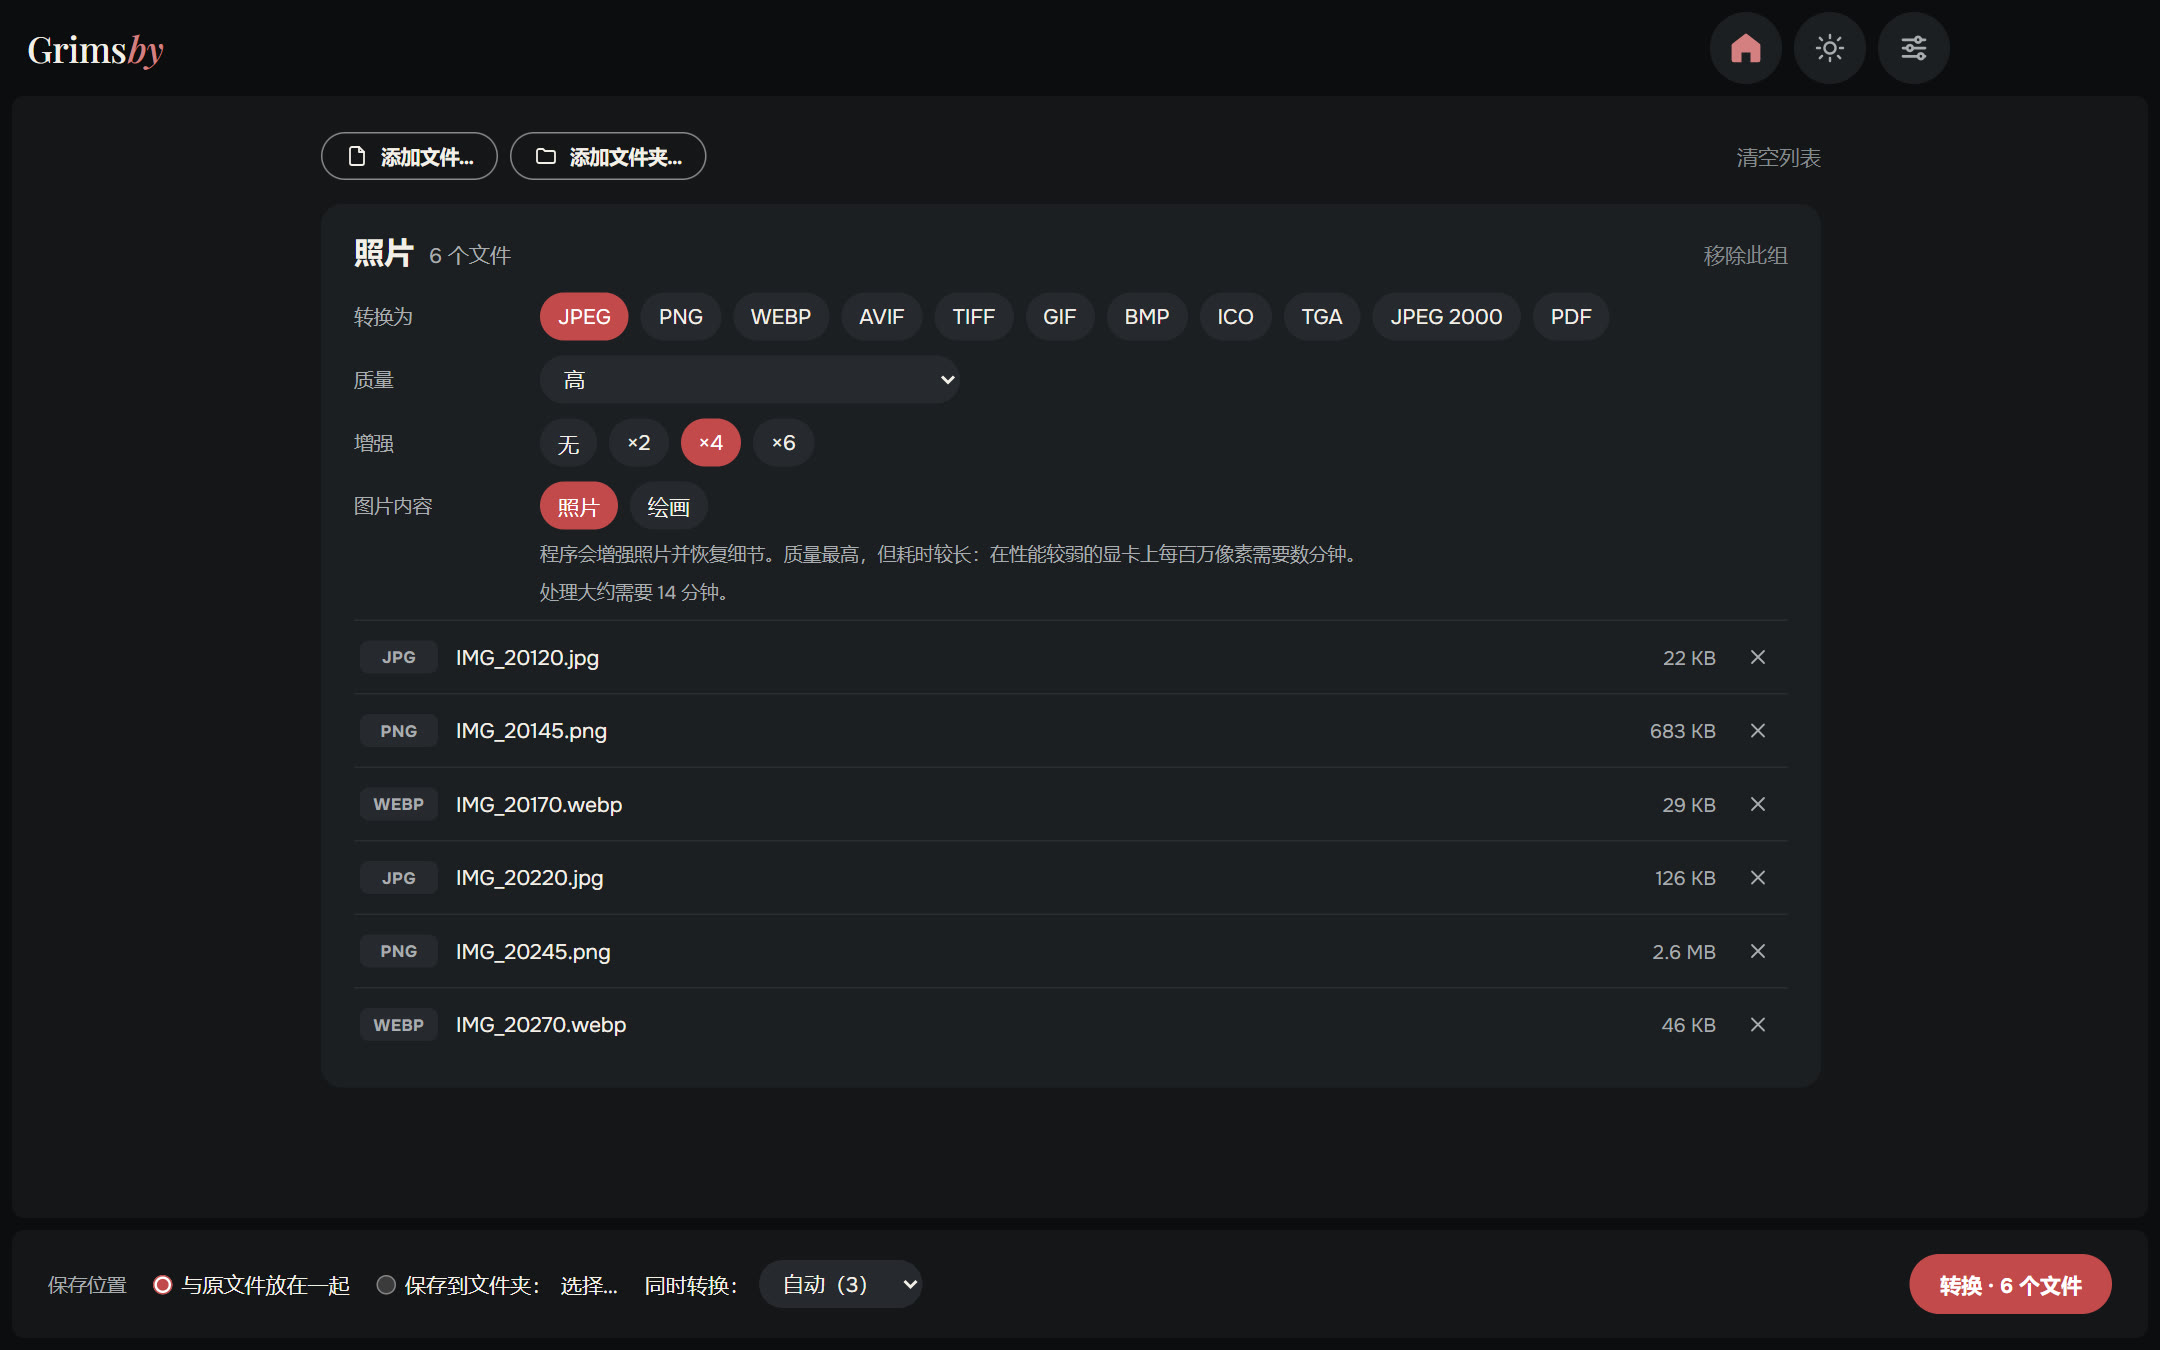 Grimsby
添加文件...
添加文件夹...
清空列表
照片 6 个文件
移除此组
转换为 JPEG PNG WEBP AVIF TIFF GIF BMP ICO TGA JPEG 2000 PDF
质量 高
增强 无 ×2 ×4 ×6
图片内容 照片 绘画
程序会增强照片并恢复细节。质量最高，但耗时较长：在性能较弱的显卡上每百万像素需要数分钟。
处理大约需要 14 分钟。
JPG IMG_20120.jpg 22 KB
PNG IMG_20145.png 683 KB
WEBP IMG_20170.webp 29 KB
JPG IMG_20220.jpg 126 KB
PNG IMG_20245.png 2.6 MB
WEBP IMG_20270.webp 46 KB
保存位置 与原文件放在一起 保存到文件夹： 选择... 同时转换： 自动（3）
转换 · 6 个文件